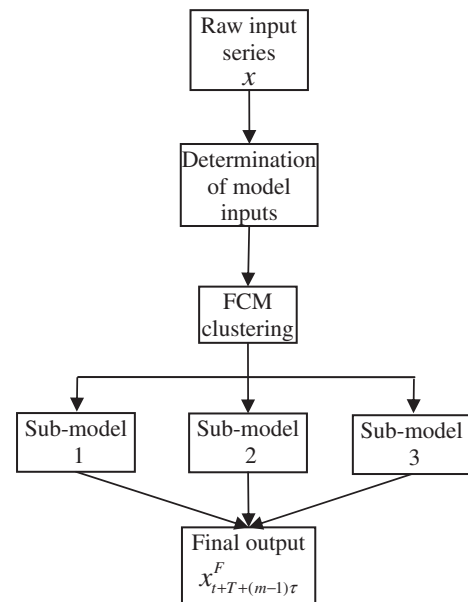 Raw input
series
x
Determination
of model
inputs
FCM
clustering
Sub-model
1
Sub-model
2
Sub-model
3
Final output
x^F_{t+T+(m−1)τ}